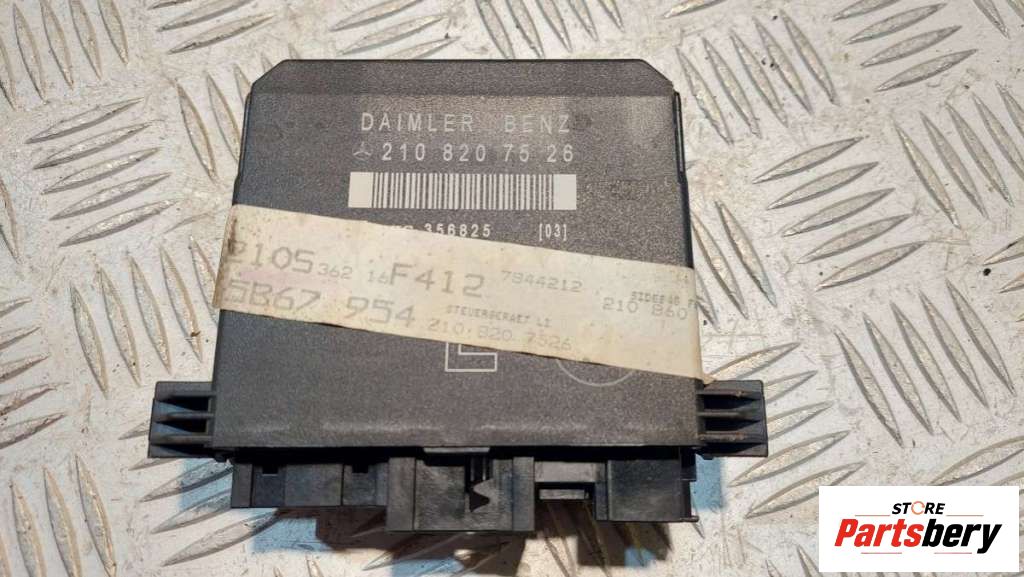 DAIMLER BENZ
210 820 75 26
356825 [03]
210S 362 16 F412 7844212
5B67 954 STEUERGERAET LI 210 860
210 820 7526
L
STORE
Partsbery